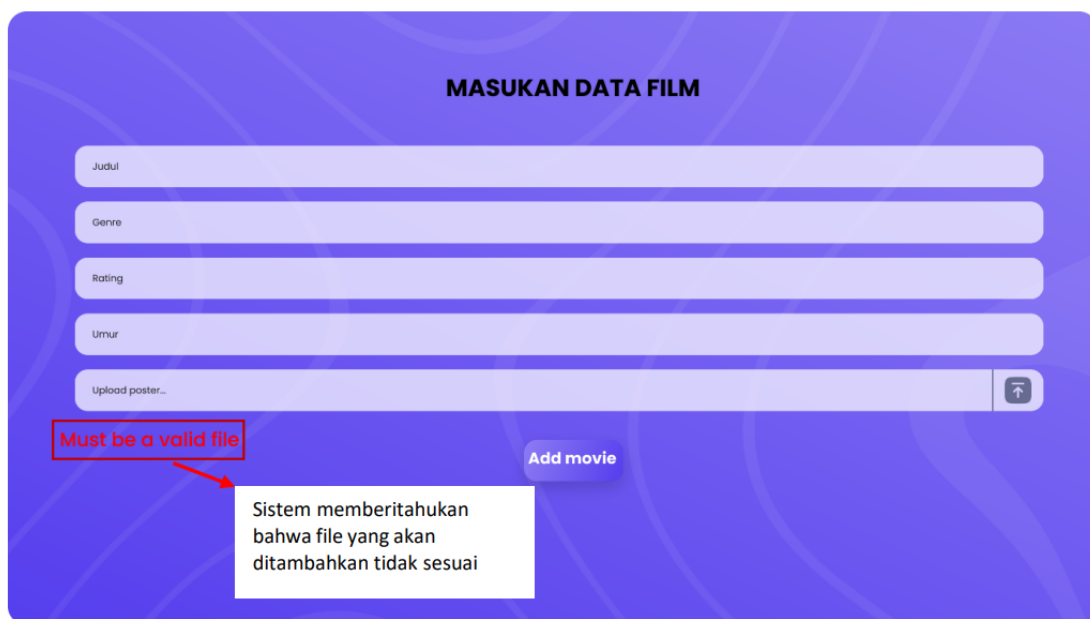 MASUKAN DATA FILM
Judul
Genre
Rating
Umur
Upload poster...
Must be a valid file
Add movie
Sistem memberitahukan
bahwa file yang akan
ditambahkan tidak sesuai